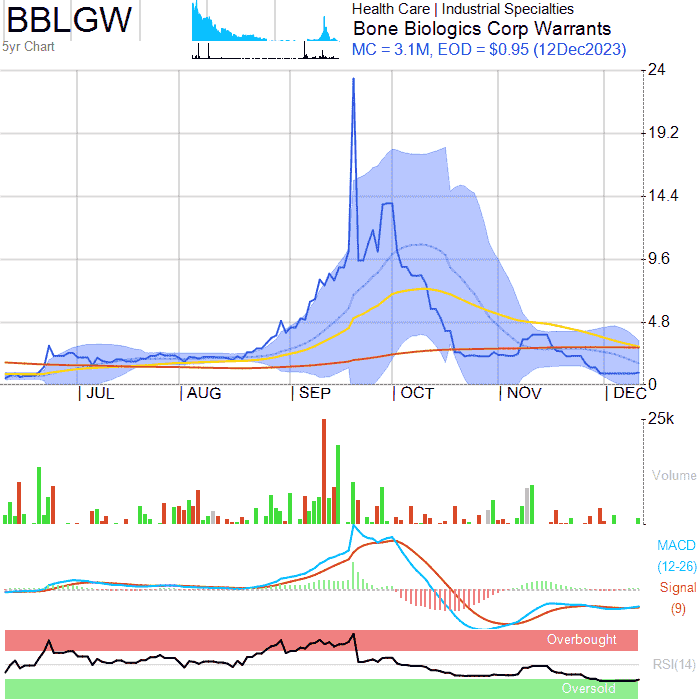 BBLGW
5yr Chart
Health Care | Industrial Specialties
Bone Biologics Corp Warrants
MC = 3.1M, EOD = $0.95 (12Dec2023)
24
19.2
14.4
9.6
4.8
0
JUL AUG SEP OCT NOV DEC
25k
Volume
MACD
(12-26)
Signal
(9)
Overbought
RSI(14)
Oversold